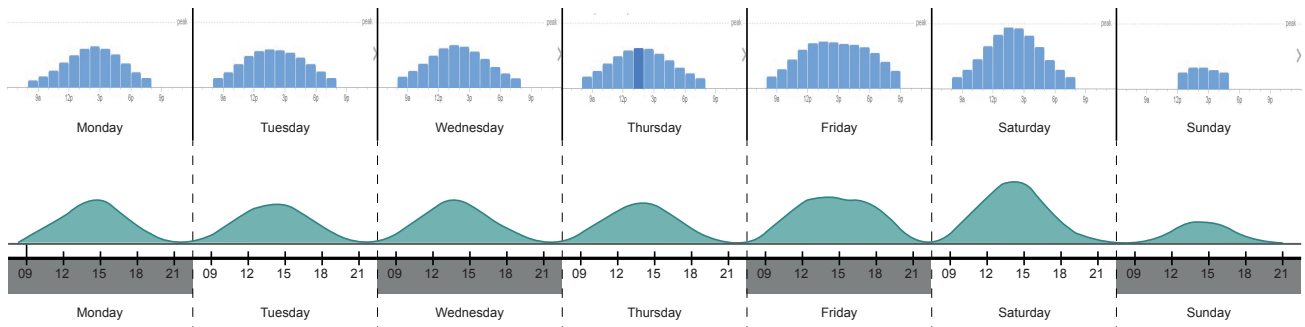 peak peak peak peak peak peak peak
9a 12p 3p 6p 9p 9a 12p 3p 6p 9p 9a 12p 3p 6p 9p 9a 12p 3p 6p 9p 9a 12p 3p 6p 9p 9a 12p 3p 6p 9p 9a 12p 3p 6p 9p
Monday Tuesday Wednesday Thursday Friday Saturday Sunday
09 12 15 18 21 09 12 15 18 21 09 12 15 18 21 09 12 15 18 21 09 12 15 18 21 09 12 15 18 21 09 12 15 18 21
Monday Tuesday Wednesday Thursday Friday Saturday Sunday